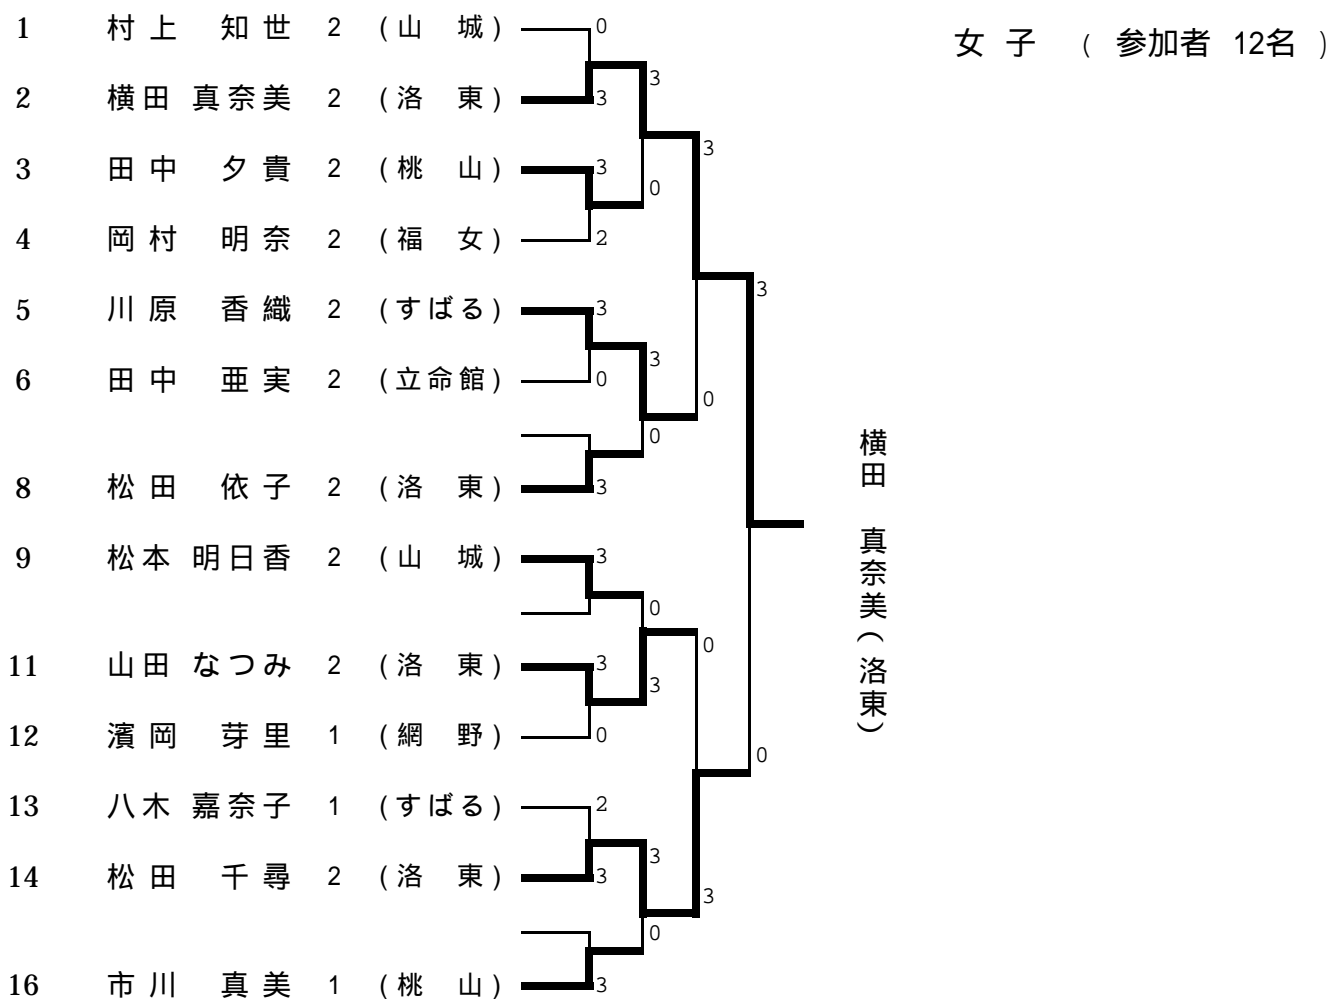 女子 ( 参加者 12名 )
1 村上 知世 2 (山 城) 0
3
2 横田 真奈美 2 (洛 東) 3
3
3 田中 夕貴 2 (桃 山) 3
0
4 岡村 明奈 2 (福 女) 2
3
5 川原 香織 2 (すばる) 3
3
6 田中 亜実 2 (立命館) 0
0
0
8 松田 依子 2 (洛 東) 3
9 松本 明日香 2 (山 城) 3
0
0
11 山田 なつみ 2 (洛 東) 3
3
12 濱岡 芽里 1 (網 野) 0
0
13 八木 嘉奈子 1 (すばる) 2
3
14 松田 千尋 2 (洛 東) 3
3
0
16 市川 真美 1 (桃 山) 3
横田 真奈美(洛東)